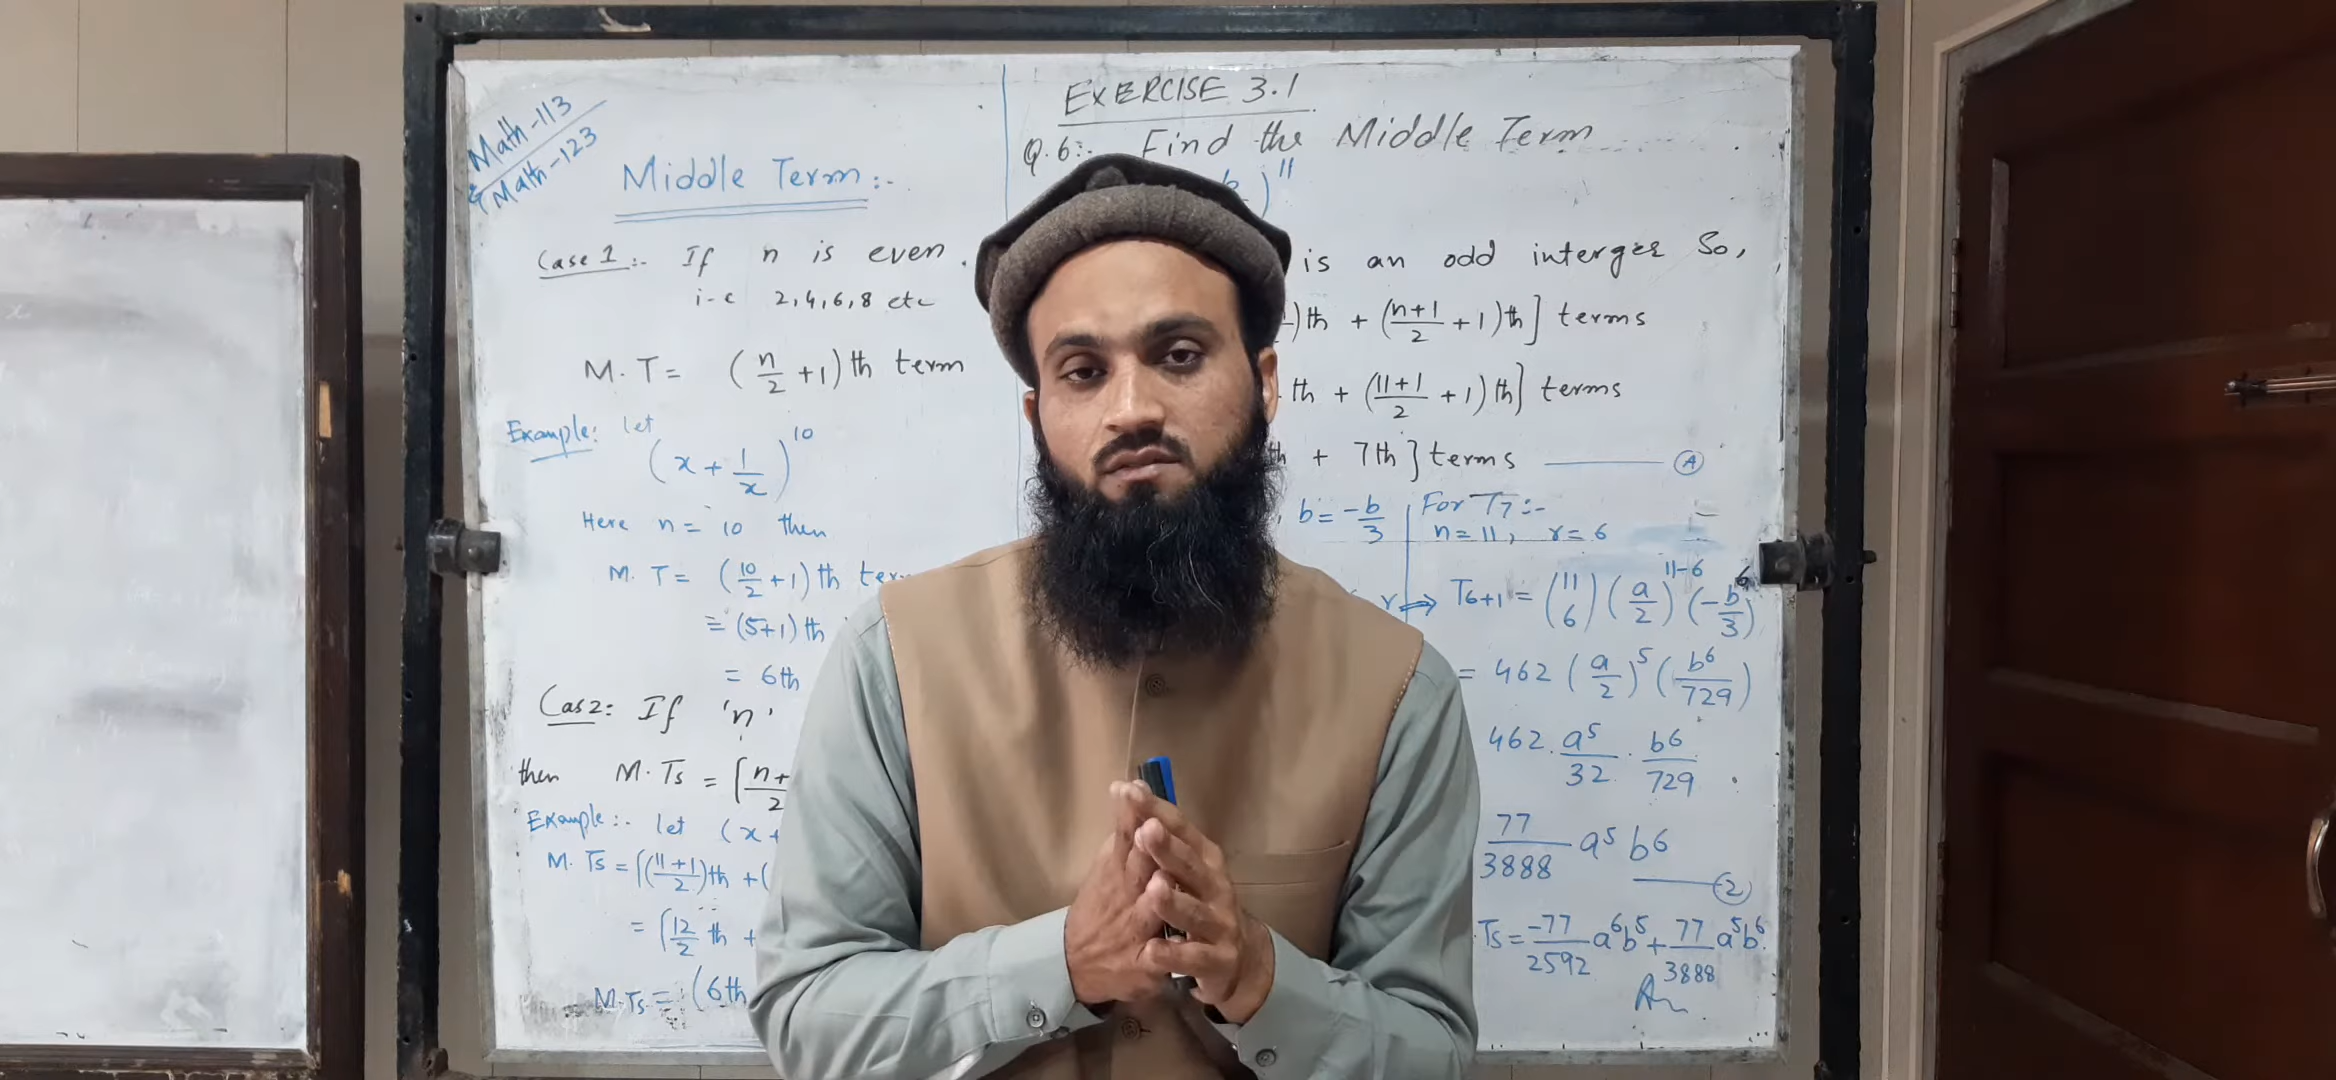 Math-113
& Math-123
Middle Term:-
Case 1:- If n is even.
i-e 2,4,6,8 etc
M.T = (n/2 +1)th term
Example: let
(x + 1/x)^10
Here n = 10 then
M.T = (10/2 +1)th
= (5+1)th
= 6th
Cas2: If 'n'
then M.Ts = [n+
2
Example:- let (x +
M.Ts = [(11+1/2)th + (
= [12/2 th +
M.Ts = (6th
EXERCISE 3.1
Q.6:- Find the Middle Term
)^11
is an odd interger So,
)th + (n+1/2 +1)th] terms
th + (11+1/2 +1)th] terms
th + 7th] terms (A)
, b = -b/3
For T7:-
n = 11, r = 6
r ⇒ T6+1 = (11 6) (a/2)^11-6 (-b/3)^6
= 462 (a/2)^5 (b^6/729)
462. a^5/32 . b^6/729
77/3888 a^5 b^6
(2)
Ts = -77/2592 a^6b^5 + 77/3888 a^5b^6.